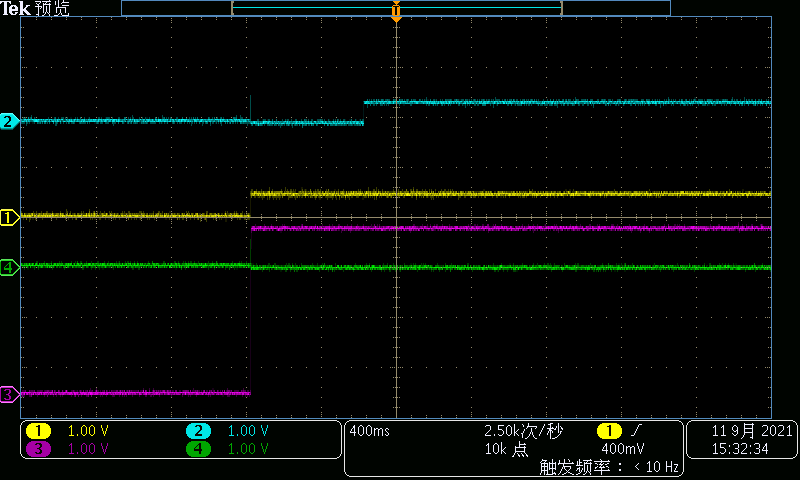 Tek 预览
T
2
1
4
3
1 1.00 V 2 1.00 V
3 1.00 V 4 1.00 V
400ms 2.50k次/秒 1
10k 点 400mV
触发频率： < 10 Hz
11 9月 2021
15:32:34